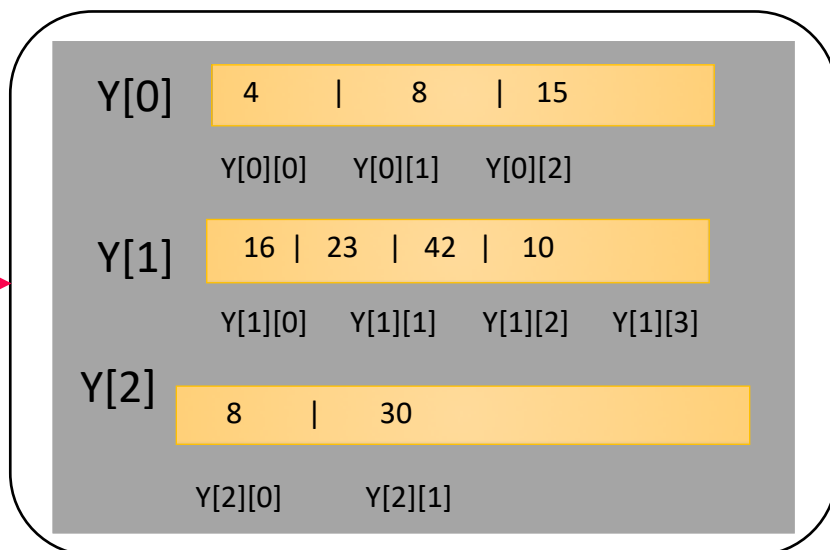 Y[0] 4 | 8 | 15
Y[0][0] Y[0][1] Y[0][2]
Y[1] 16 | 23 | 42 | 10
Y[1][0] Y[1][1] Y[1][2] Y[1][3]
Y[2]
8 | 30
Y[2][0] Y[2][1]